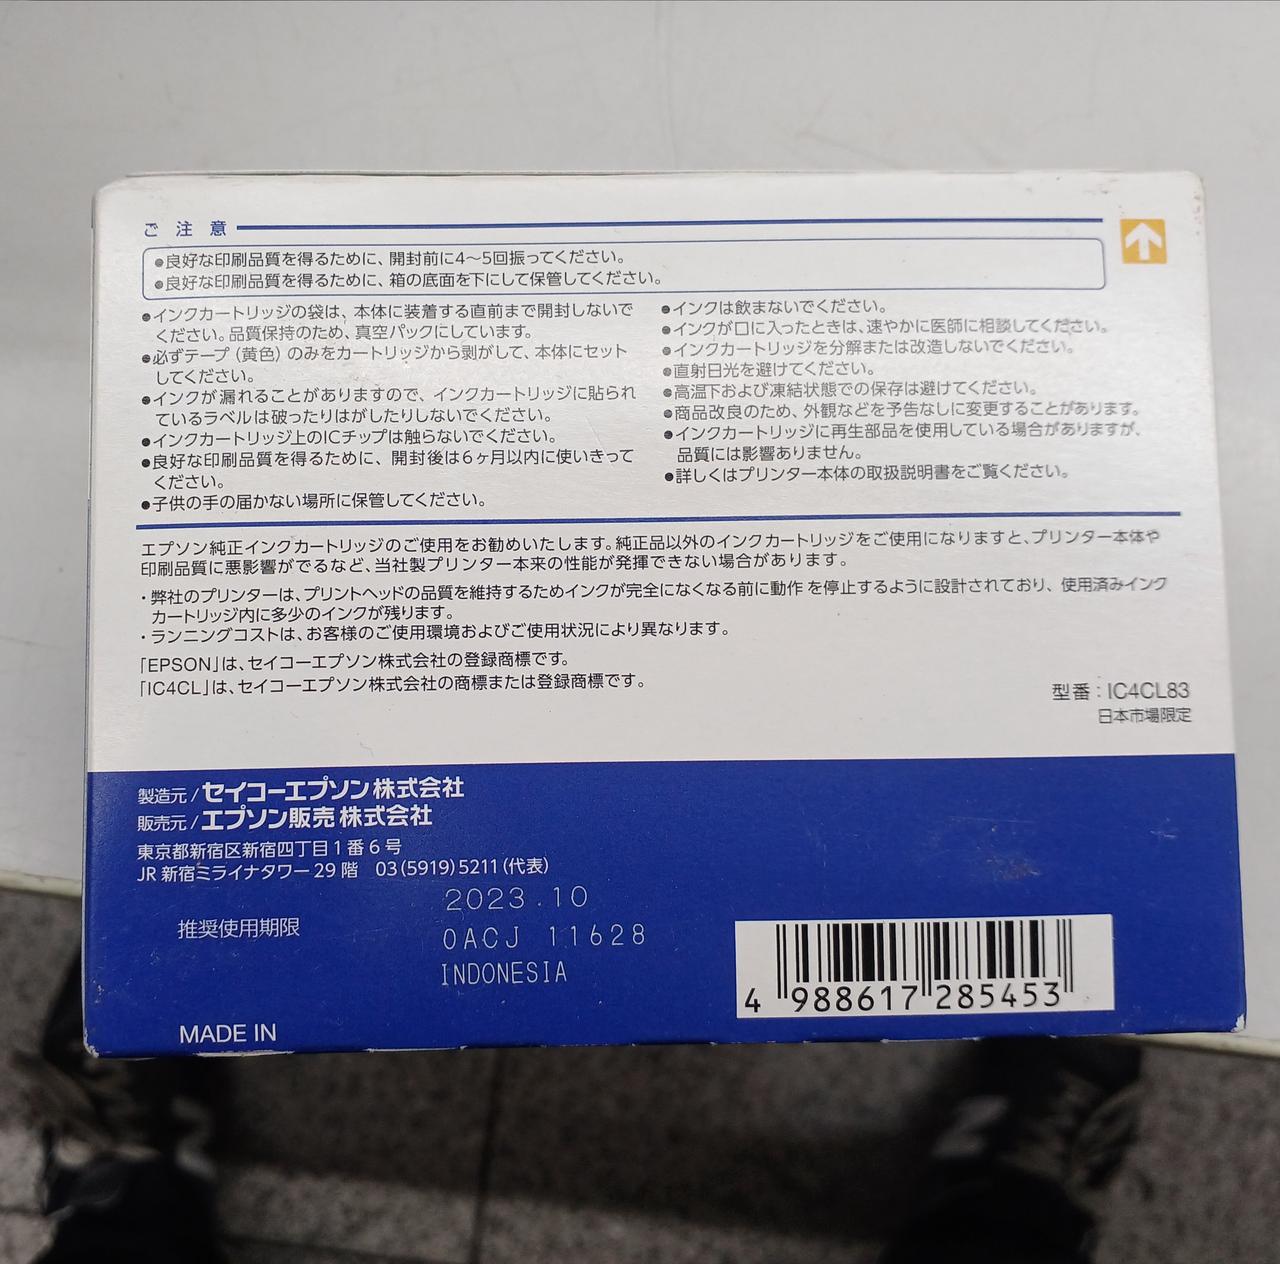 ご注意
●良好な印刷品質を得るために、開封前に4～5回振ってください。
●良好な印刷品質を得るために、箱の底面を下にして保管してください。
●インクカートリッジの袋は、本体に装着する直前まで開封しないで
ください。品質保持のため、真空パックにしています。
●必ずテープ(黄色)のみをカートリッジから剥がして、本体にセット
してください。
●インクが漏れることがありますので、インクカートリッジに貼られ
ているラベルは破ったりはがしたりしないでください。
●インクカートリッジ上のICチップは触らないでください。
●良好な印刷品質を得るために、開封後は6ヶ月以内に使いきって
ください。
●子供の手の届かない場所に保管してください。
●インクは飲まないでください。
●インクが口に入ったときは、速やかに医師に相談してください。
●インクカートリッジを分解または改造しないでください。
●直射日光を避けてください。
●高温下および凍結状態での保存は避けてください。
●商品改良のため、外観などを予告なしに変更することがあります。
●インクカートリッジに再生部品を使用している場合がありますが、
品質には影響ありません。
●詳しくはプリンター本体の取扱説明書をご覧ください。
エプソン純正インクカートリッジのご使用をお勧めいたします。純正品以外のインクカートリッジをご使用になりますと、プリンター本体や
印刷品質に悪影響がでるなど、当社製プリンター本来の性能が発揮できない場合があります。
・弊社のプリンターは、プリントヘッドの品質を維持するためインクが完全になくなる前に動作を停止するように設計されており、使用済みインク
カートリッジ内に多少のインクが残ります。
・ランニングコストは、お客様のご使用環境およびご使用状況により異なります。
「EPSON」は、セイコーエプソン株式会社の登録商標です。
「IC4CL」は、セイコーエプソン株式会社の商標または登録商標です。
型番：IC4CL83
日本市場限定
製造元/セイコーエプソン株式会社
販売元/エプソン販売株式会社
東京都新宿区新宿四丁目1番6号
JR新宿ミライナタワー29階 03(5919)5211(代表)
2023.10
推奨使用期限
0ACJ 11628
INDONESIA
MADE IN
4 988617 285453